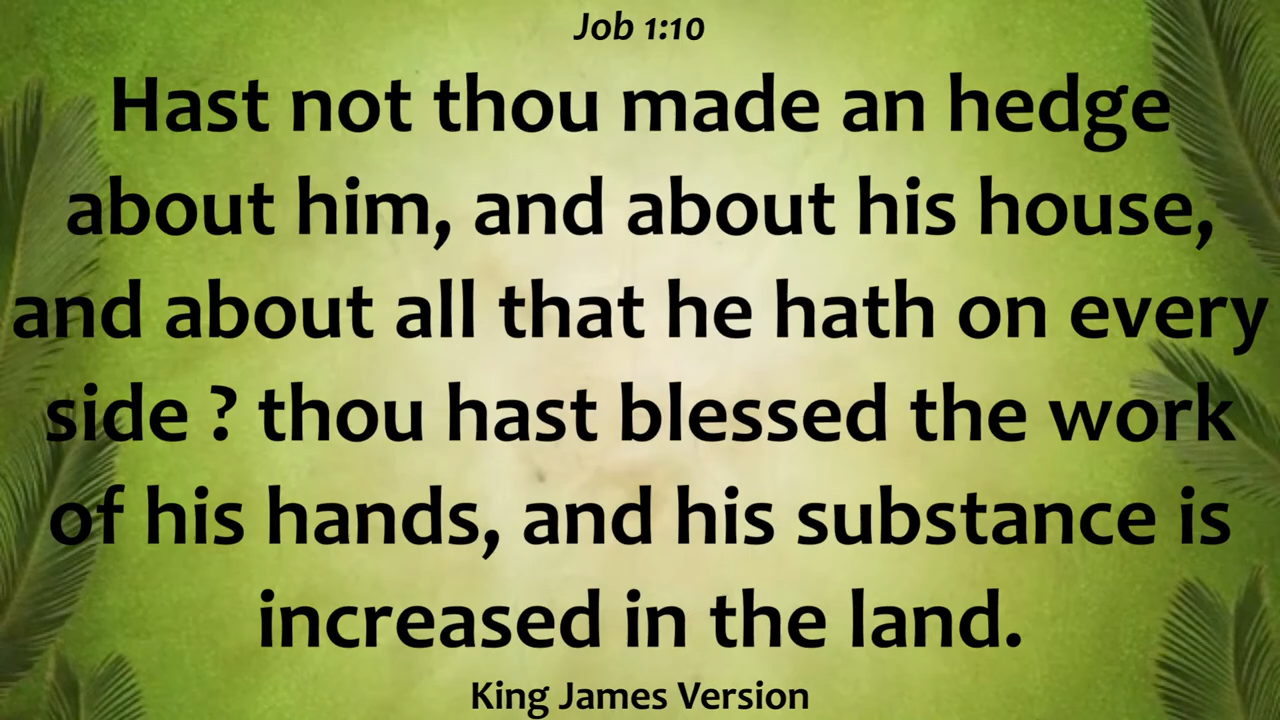 Job 1:10
Hast not thou made an hedge
about him, and about his house,
and about all that he hath on every
side ? thou hast blessed the work
of his hands, and his substance is
increased in the land.
King James Version